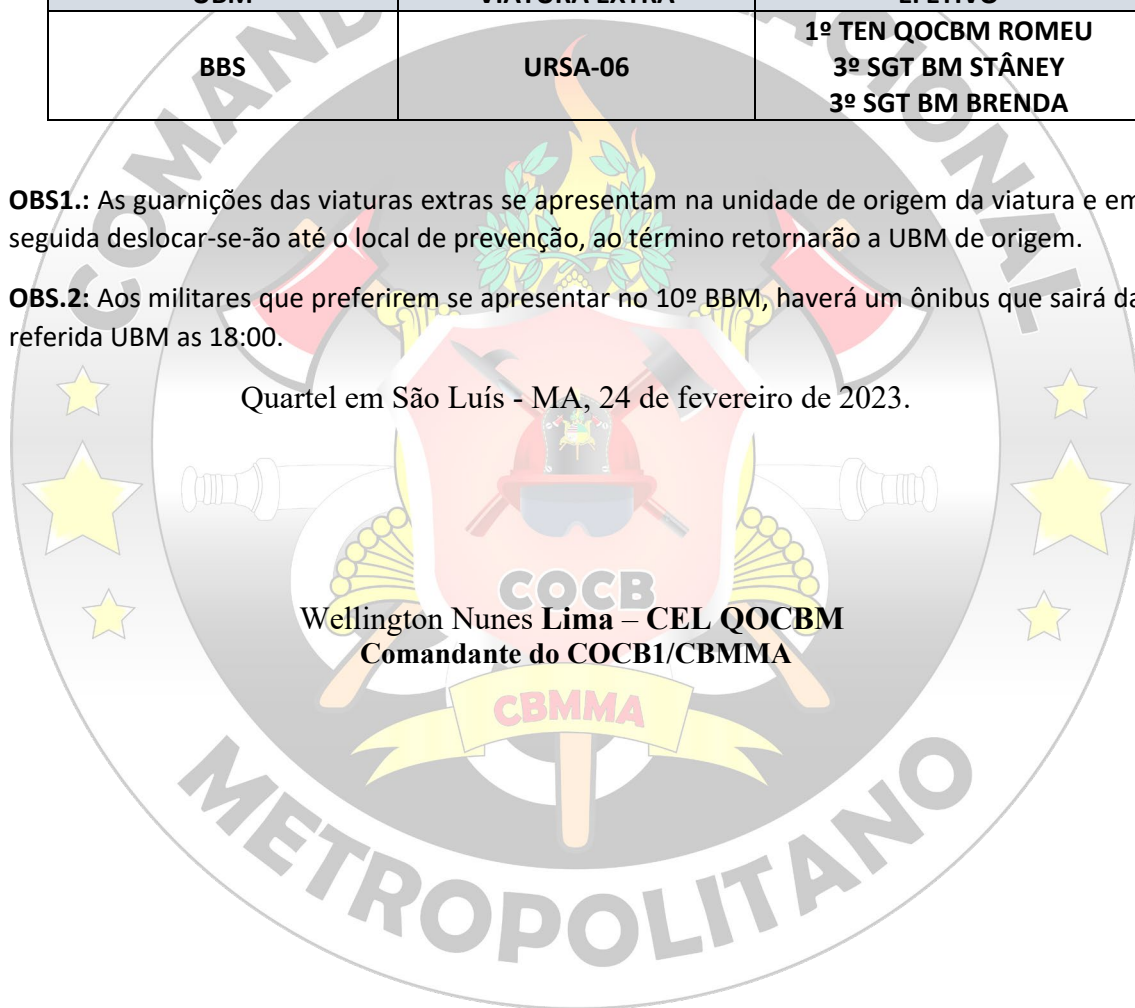 UBM VIATURA EXTRA EFETIVO
BBS URSA-06 1º TEN QOCBM ROMEU
3º SGT BM STÂNEY
3º SGT BM BRENDA
OBS1.: As guarnições das viaturas extras se apresentam na unidade de origem da viatura e em
seguida deslocar-se-ão até o local de prevenção, ao término retornarão a UBM de origem.
OBS.2: Aos militares que preferirem se apresentar no 10º BBM, haverá um ônibus que sairá da
referida UBM as 18:00.
Quartel em São Luís - MA, 24 de fevereiro de 2023.
COCB
Wellington Nunes Lima – CEL QOCBM
Comandante do COCB1/CBMMA
CBMMA
METROPOLITANO